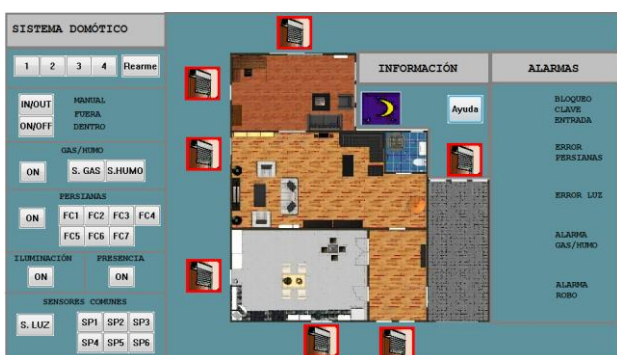 SISTEMA DOMÓTICO
1 2 3 4 Rearme
IN/OUT MANUAL
FUERA
ON/OFF DENTRO
GAS/HUMO
ON S. GAS S.HUMO
PERSIANAS
ON FC1 FC2 FC3 FC4
FC5 FC6 FC7
ILUMINACIÓN PRESENCIA
ON ON
SENSORES COMUNES
S. LUZ SP1 SP2 SP3
SP4 SP5 SP6
INFORMACIÓN
Ayuda
ALARMAS
BLOQUEO
CLAVE
ENTRADA
ERROR
PERSIANAS
ERROR LUZ
ALARMA
GAS/HUMO
ALARMA
ROBO